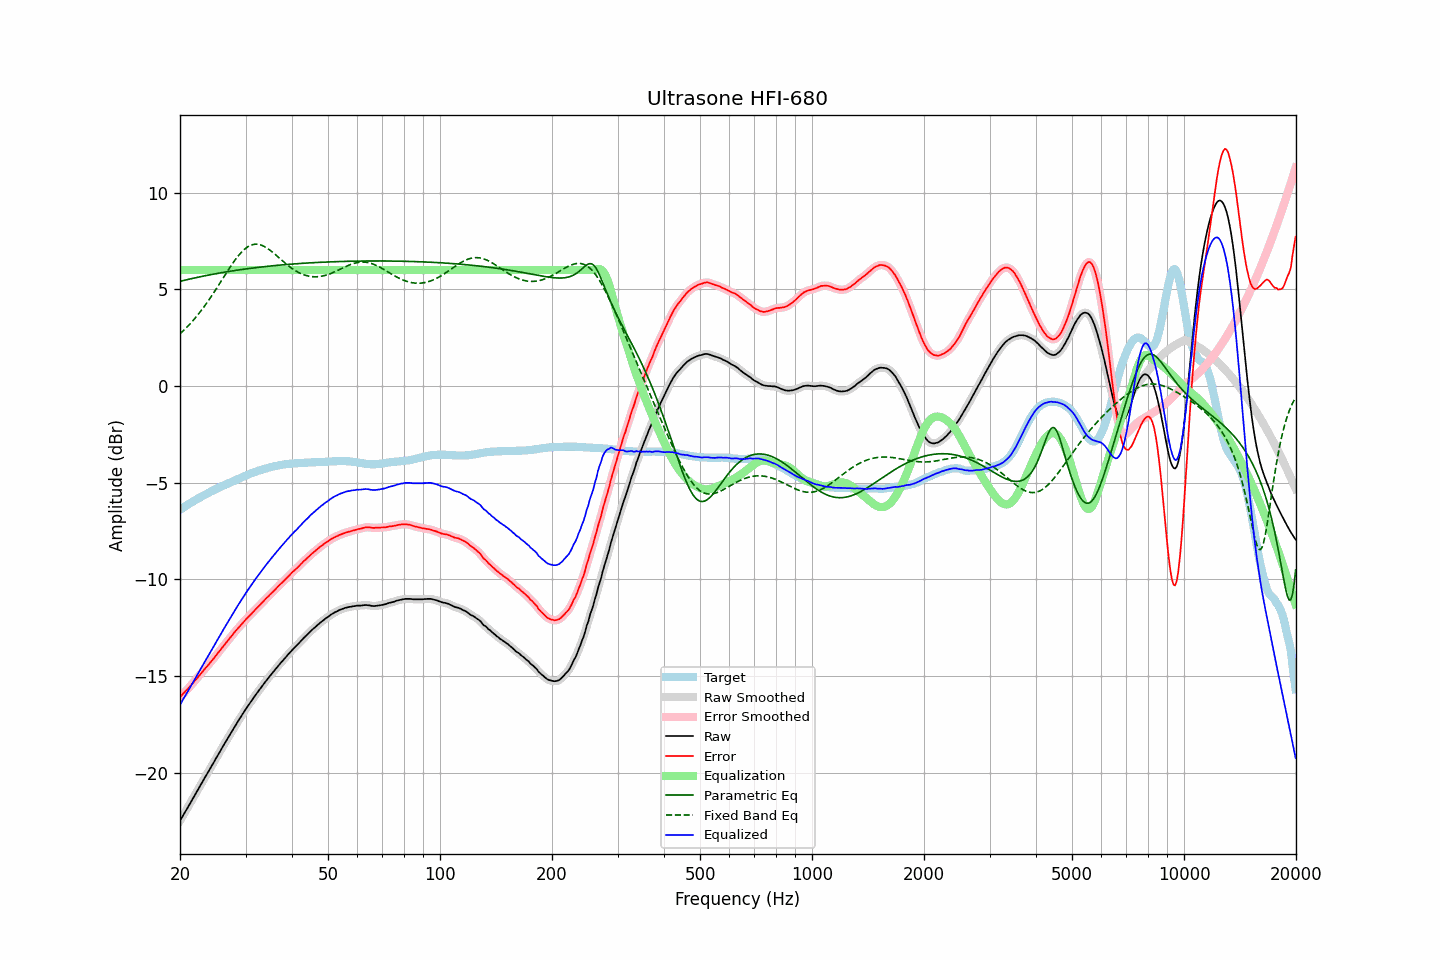 Ultrasone HFI-680
Amplitude (dBr)
10
5
0
−5
−10
−15
−20
Target
Raw Smoothed
Error Smoothed
Raw
Error
Equalization
Parametric Eq
Fixed Band Eq
Equalized
20 50 100 200 500 1000 2000 5000 10000 20000
Frequency (Hz)